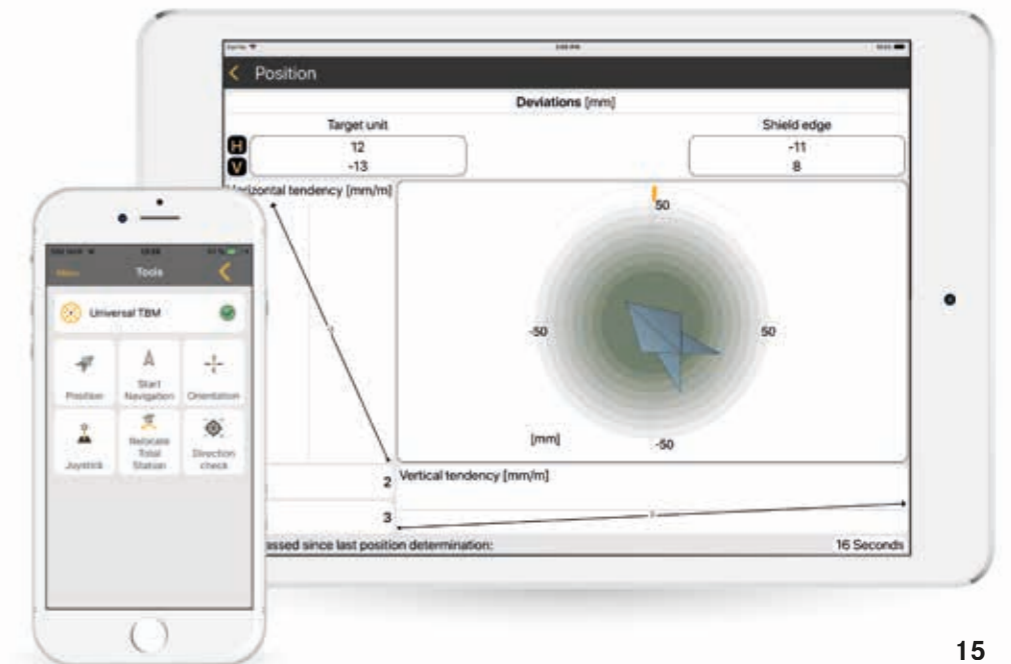 Position
Deviations [mm]
Target unit
Shield edge
H
12
-11
V
-13
8
Horizontal tendency [mm/m]
50
-50
50
[mm]
-50
2
Vertical tendency [mm/m]
3
assed since last position determination:
16 Seconds
Menu
Tools
Universal TBM
Position
Start
Navigation
Orientation
Joystick
Relocate
Total
Station
Direction
check
15